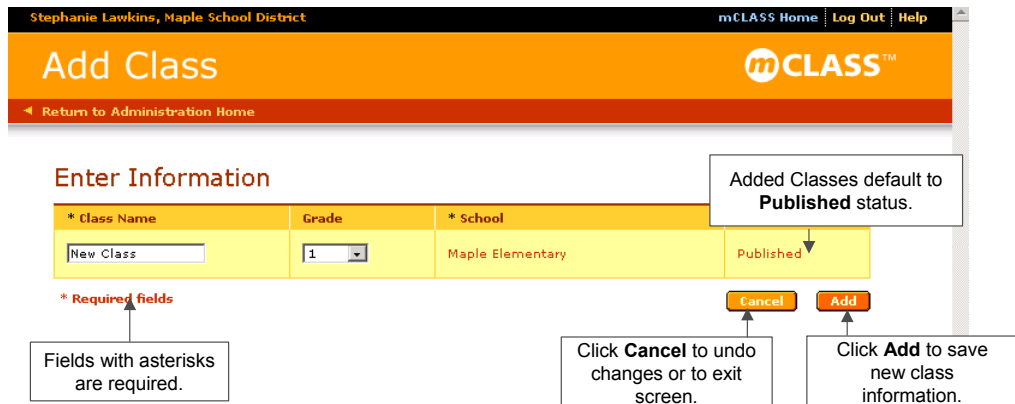 Stephanie Lawkins, Maple School District mCLASS Home Log Out Help
Add Class mCLASS™
Return to Administration Home
Enter Information
Added Classes default to
Published status.
* Class Name Grade * School
New Class 1 Maple Elementary Published
* Required fields Cancel Add
Fields with asterisks
are required.
Click Cancel to undo
changes or to exit
screen.
Click Add to save
new class
information.